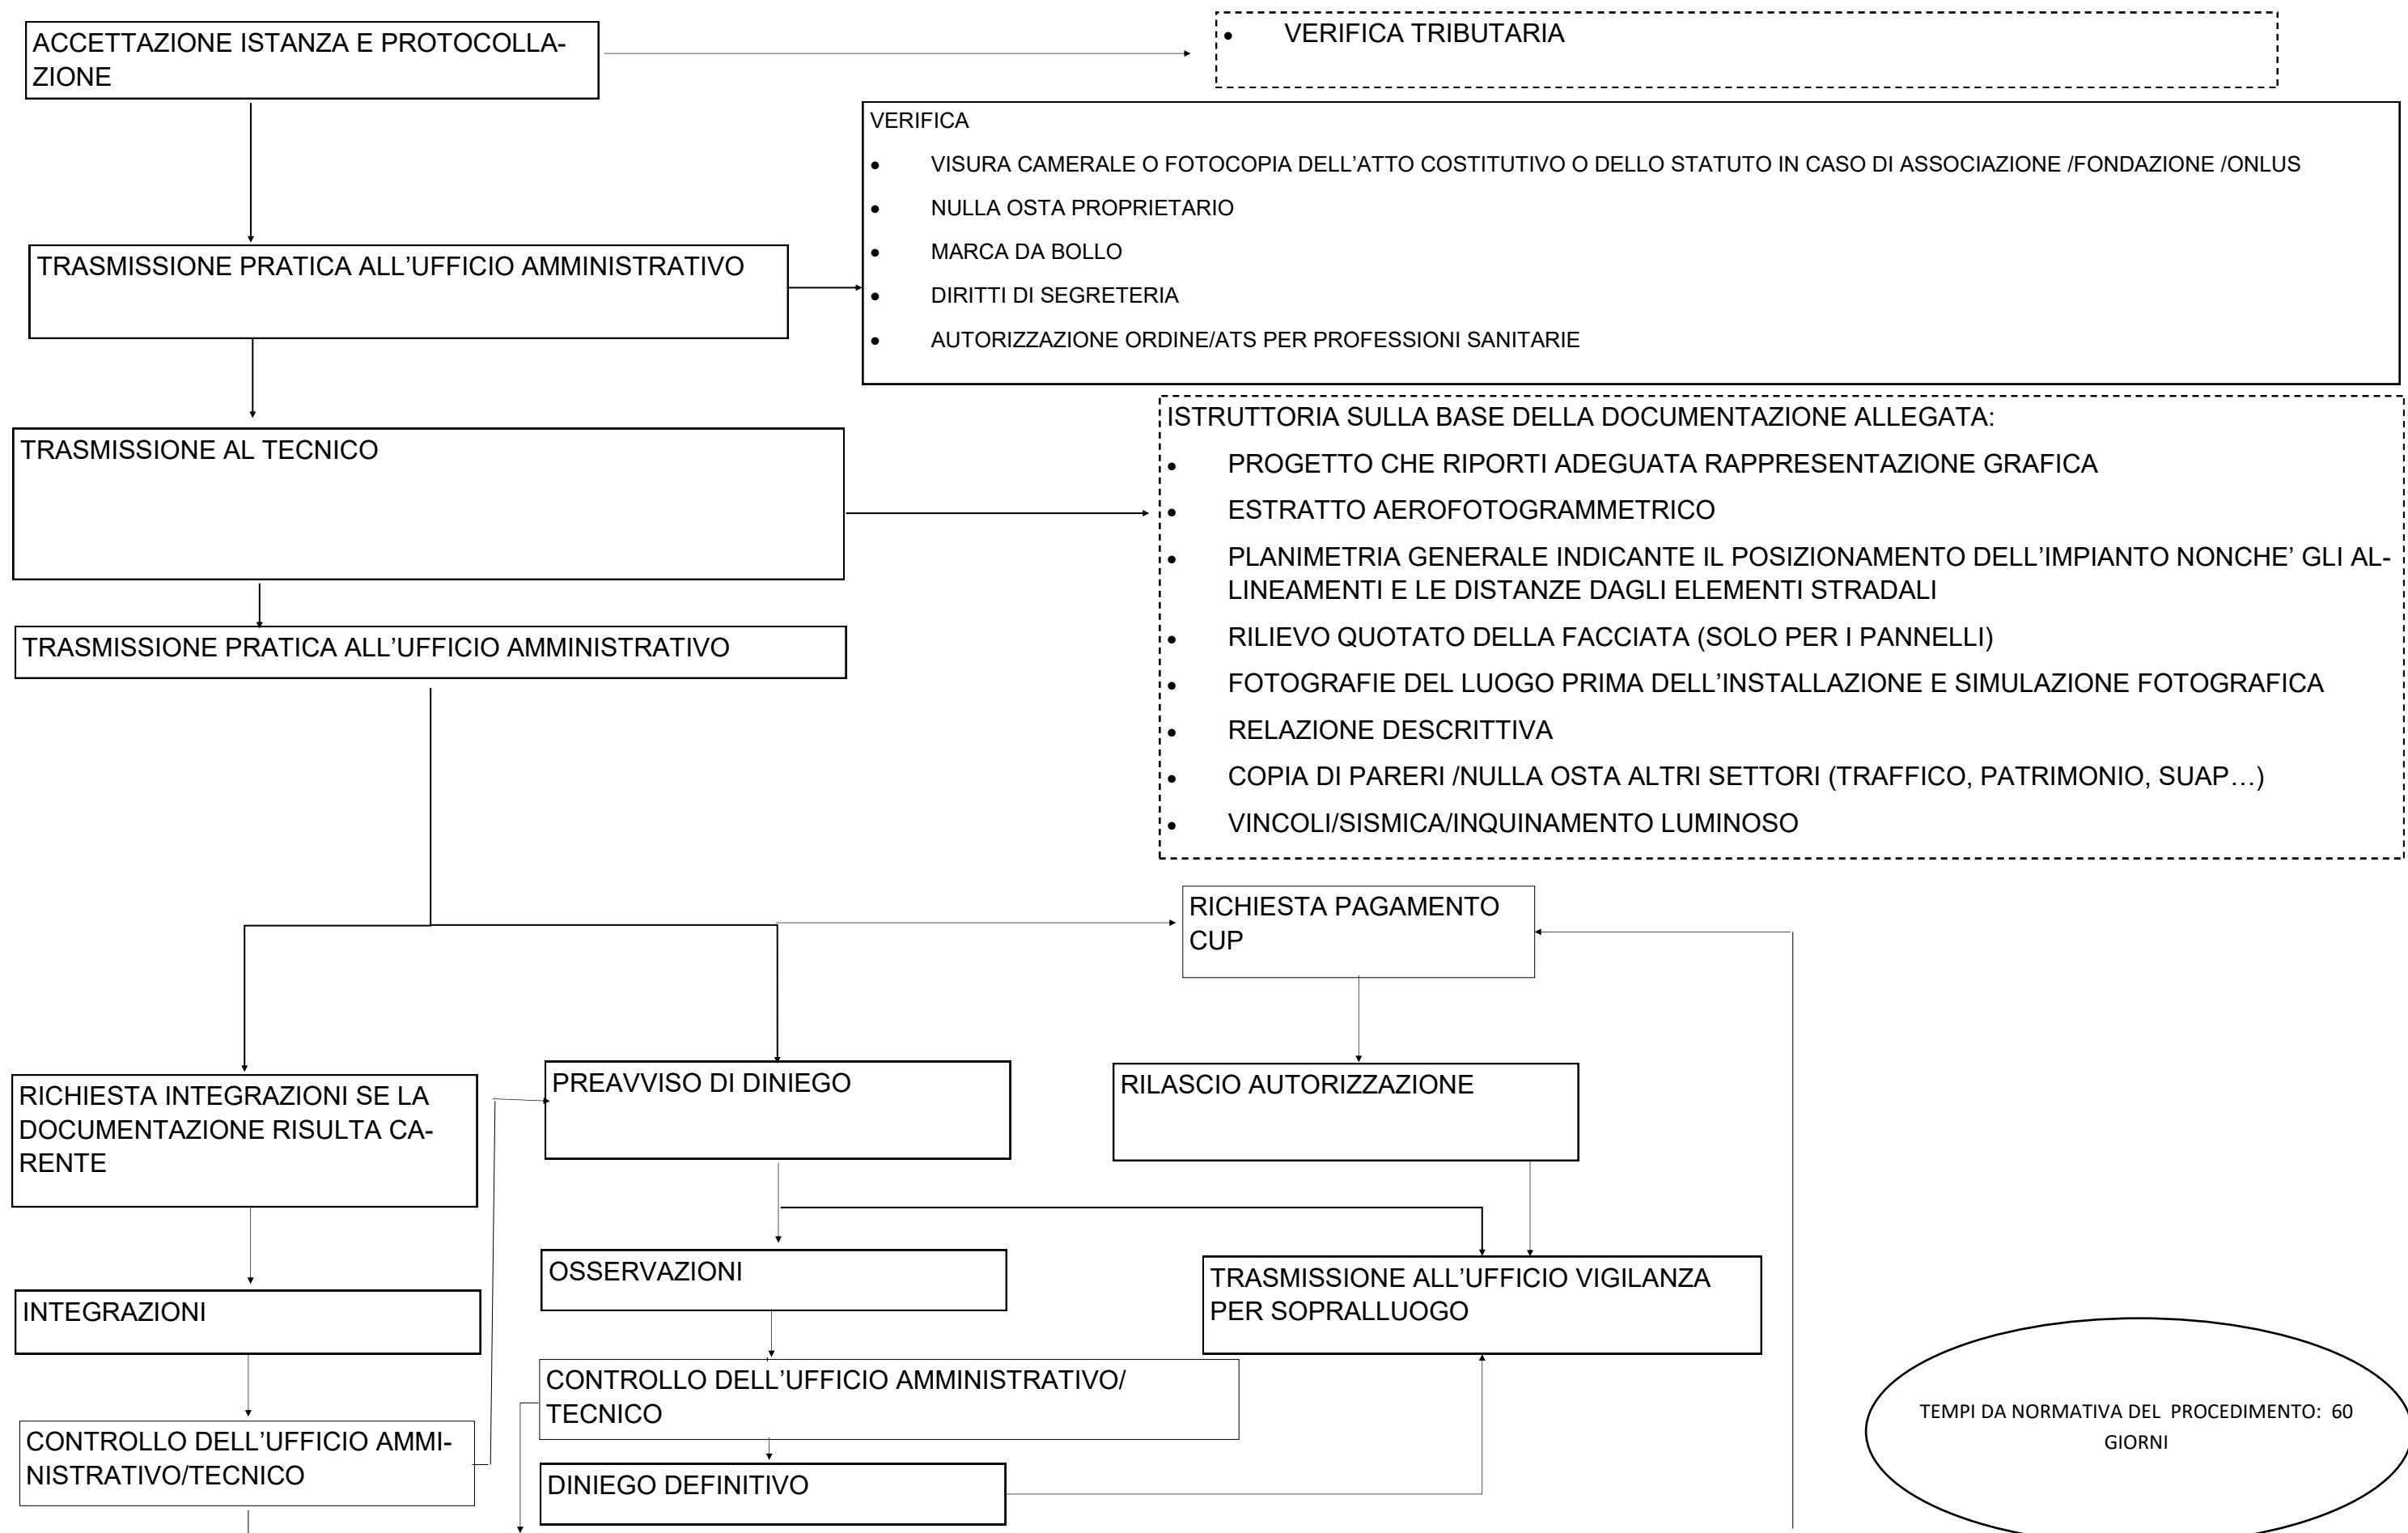 ACCETTAZIONE ISTANZA E PROTOCOLLA-
ZIONE
• VERIFICA TRIBUTARIA
VERIFICA
• VISURA CAMERALE O FOTOCOPIA DELL’ATTO COSTITUTIVO O DELLO STATUTO IN CASO DI ASSOCIAZIONE /FONDAZIONE /ONLUS
• NULLA OSTA PROPRIETARIO
• MARCA DA BOLLO
• DIRITTI DI SEGRETERIA
• AUTORIZZAZIONE ORDINE/ATS PER PROFESSIONI SANITARIE
TRASMISSIONE PRATICA ALL’UFFICIO AMMINISTRATIVO
TRASMISSIONE AL TECNICO
ISTRUTTORIA SULLA BASE DELLA DOCUMENTAZIONE ALLEGATA:
• PROGETTO CHE RIPORTI ADEGUATA RAPPRESENTAZIONE GRAFICA
• ESTRATTO AEROFOTOGRAMMETRICO
• PLANIMETRIA GENERALE INDICANTE IL POSIZIONAMENTO DELL’IMPIANTO NONCHE’ GLI AL-
LINEAMENTI E LE DISTANZE DAGLI ELEMENTI STRADALI
• RILIEVO QUOTATO DELLA FACCIATA (SOLO PER I PANNELLI)
• FOTOGRAFIE DEL LUOGO PRIMA DELL’INSTALLAZIONE E SIMULAZIONE FOTOGRAFICA
• RELAZIONE DESCRITTIVA
• COPIA DI PARERI /NULLA OSTA ALTRI SETTORI (TRAFFICO, PATRIMONIO, SUAP…)
• VINCOLI/SISMICA/INQUINAMENTO LUMINOSO
TRASMISSIONE PRATICA ALL’UFFICIO AMMINISTRATIVO
RICHIESTA PAGAMENTO
CUP
RICHIESTA INTEGRAZIONI SE LA
DOCUMENTAZIONE RISULTA CA-
RENTE
PREAVVISO DI DINIEGO
RILASCIO AUTORIZZAZIONE
OSSERVAZIONI
TRASMISSIONE ALL’UFFICIO VIGILANZA
PER SOPRALLUOGO
INTEGRAZIONI
CONTROLLO DELL’UFFICIO AMMINISTRATIVO/
TECNICO
CONTROLLO DELL’UFFICIO AMMI-
NISTRATIVO/TECNICO
DINIEGO DEFINITIVO
TEMPI DA NORMATIVA DEL PROCEDIMENTO: 60
GIORNI